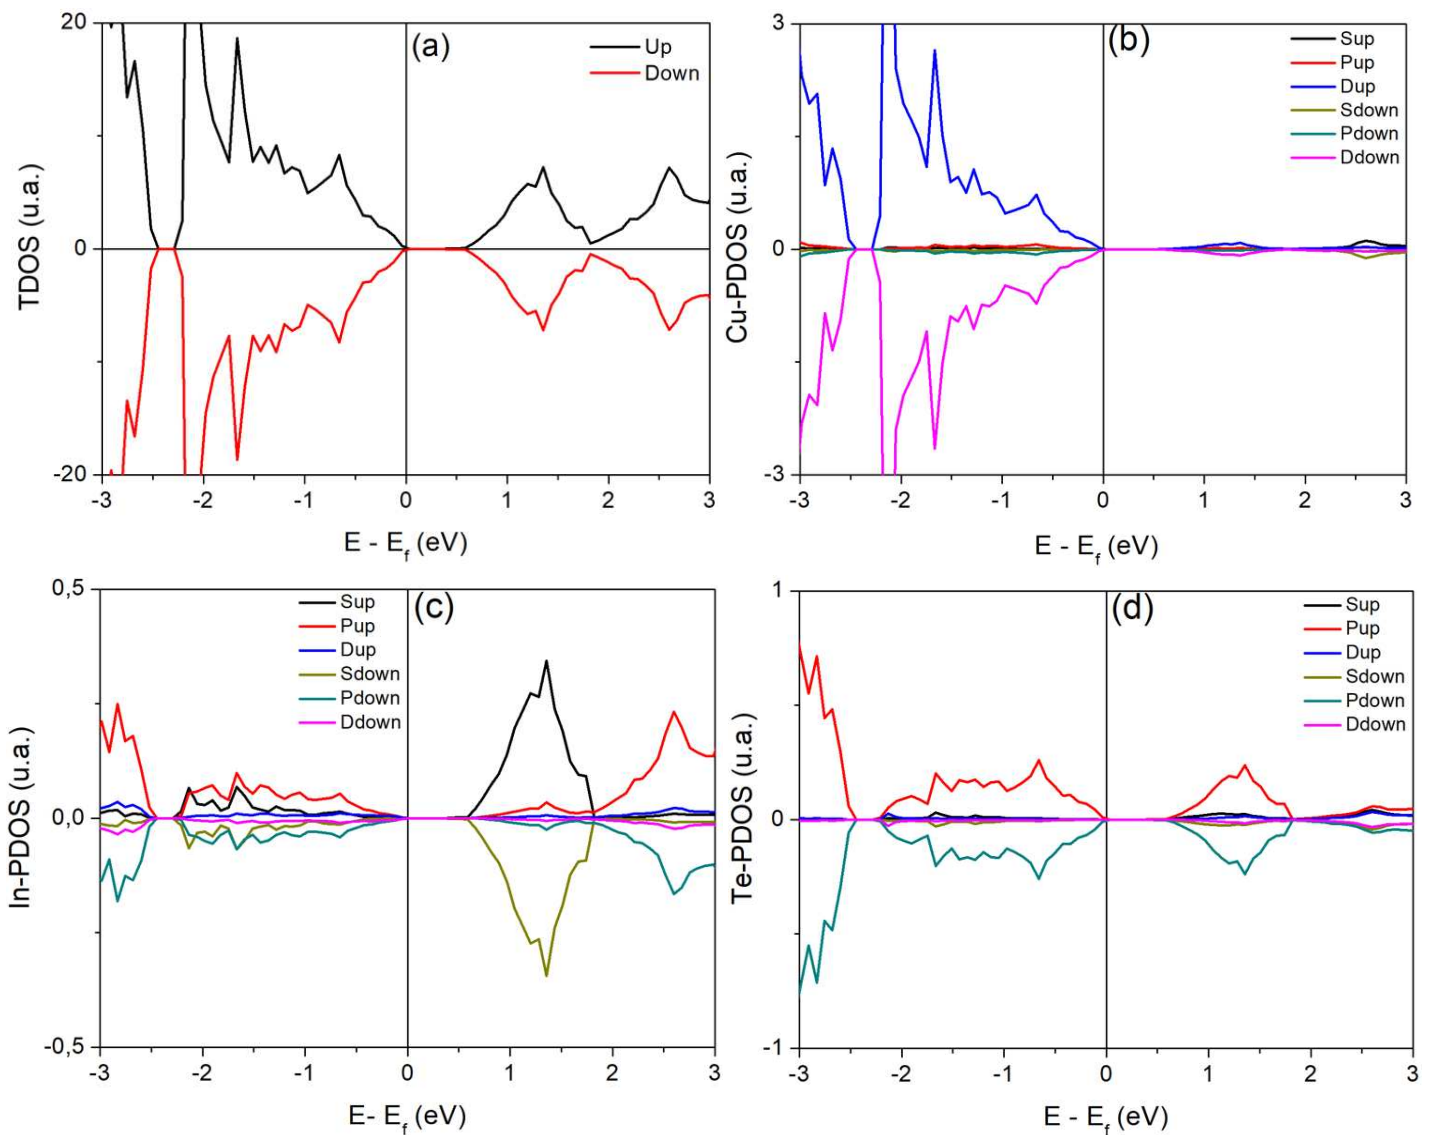 (a)
Up
Down
20
10
0
-20
TDOS (u.a.)
-3 -2 -1 0 1 2 3
E - Ef (eV)
(b)
Sup
Pup
Dup
Sdown
Pdown
Ddown
3
0
-3
Cu-PDOS (u.a.)
-3 -2 -1 0 1 2 3
E - Ef (eV)
(c)
Sup
Pup
Dup
Sdown
Pdown
Ddown
0,5
0,0
-0,5
In-PDOS (u.a.)
-3 -2 -1 0 1 2 3
E- Ef (eV)
(d)
Sup
Pup
Dup
Sdown
Pdown
Ddown
1
0
-1
Te-PDOS (u.a.)
-3 -2 -1 0 1 2 3
E - Ef (eV)